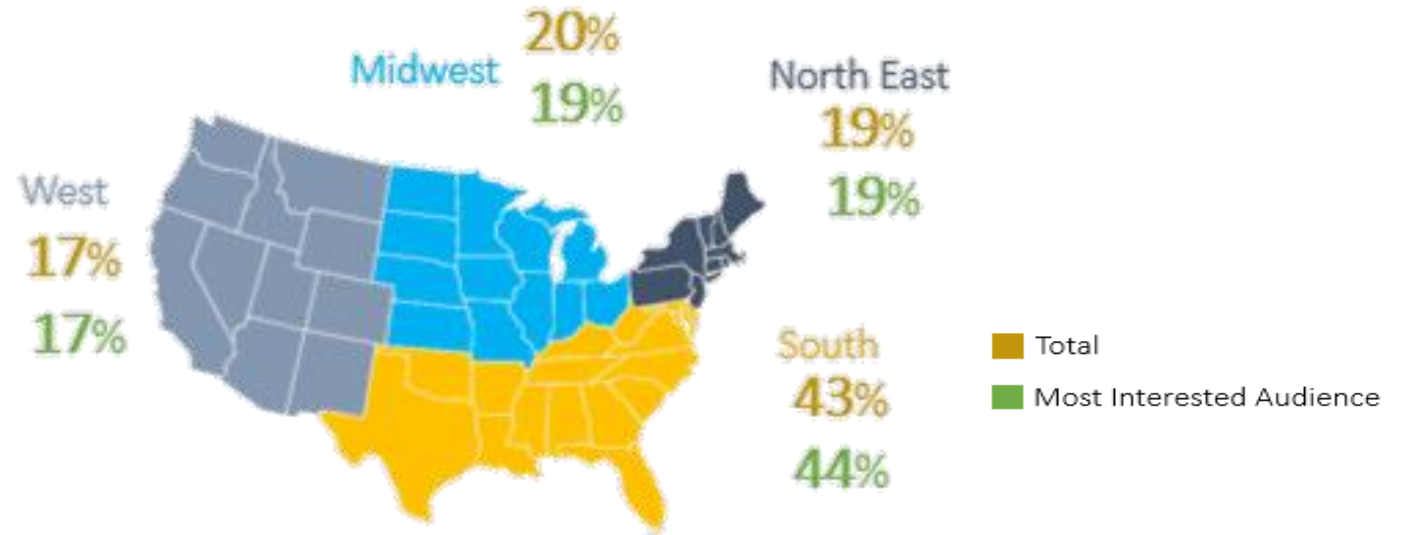 Midwest
20%
19%
North East
19%
19%
West
17%
17%
South
43%
44%
Total
Most Interested Audience